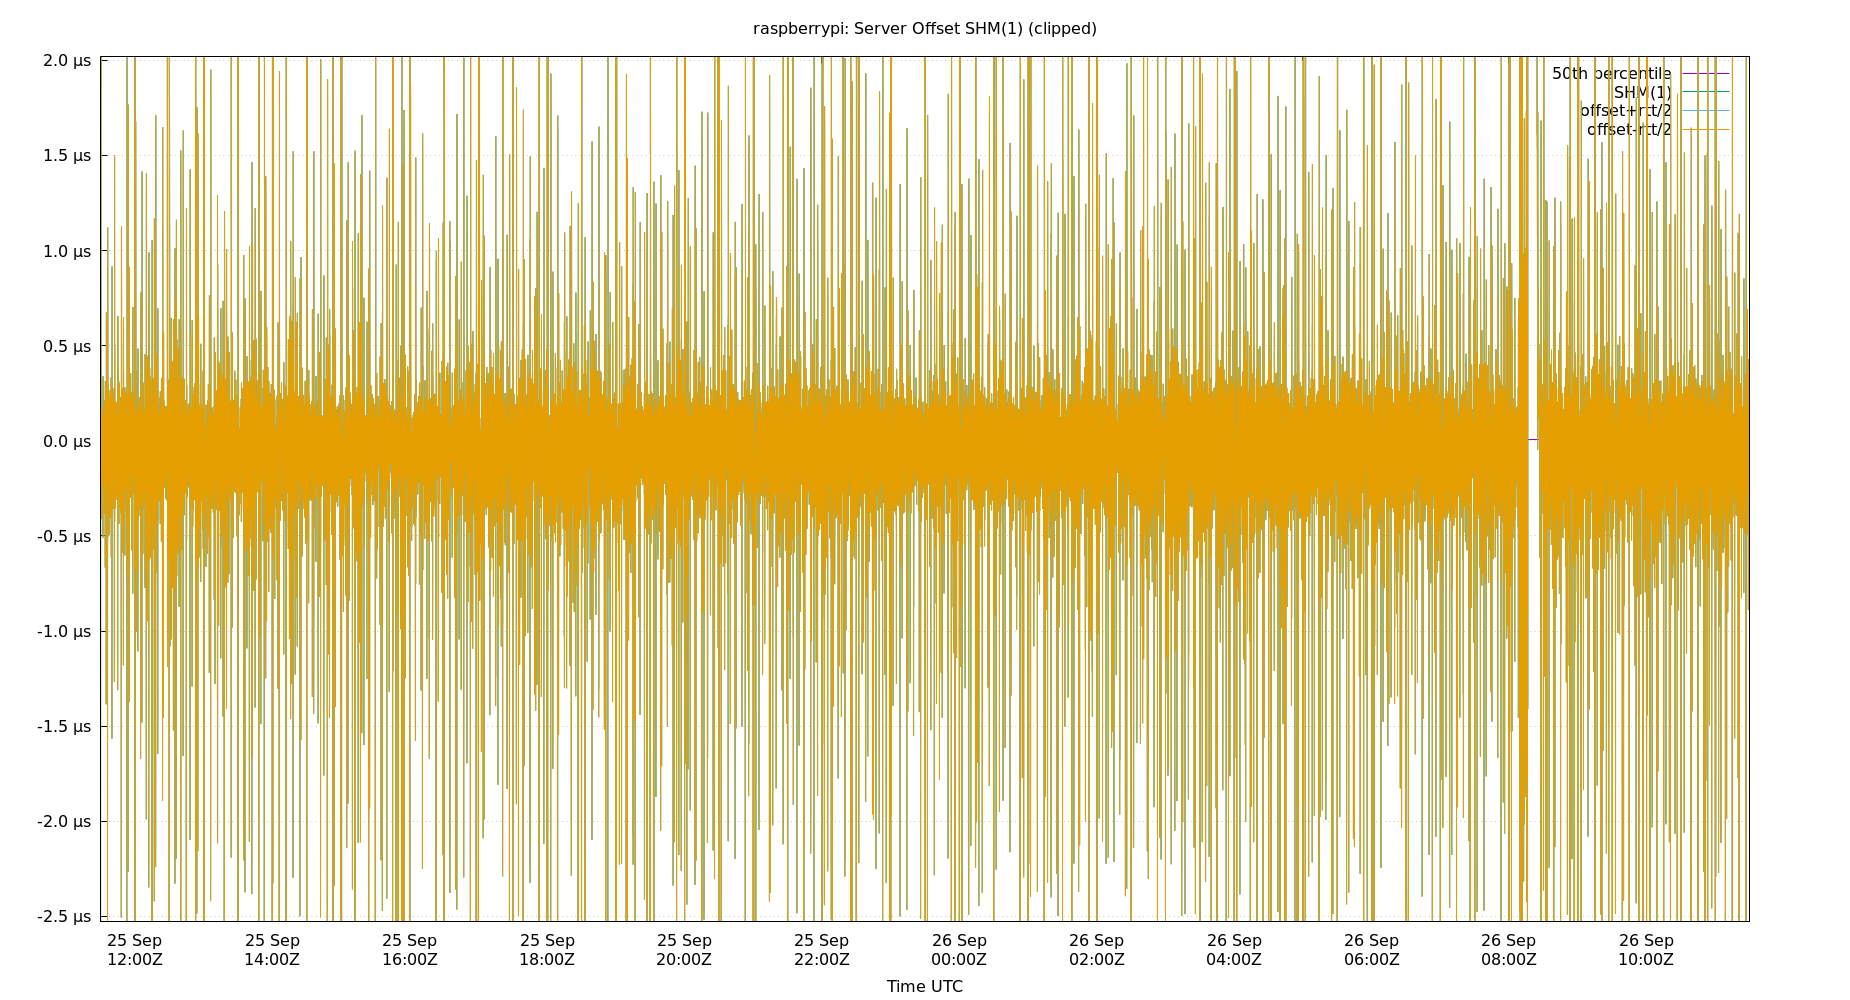 raspberrypi: Server Offset SHM(1) (clipped)
2.0 µs
1.5 µs
1.0 µs
0.5 µs
0.0 µs
-0.5 µs
-1.0 µs
-1.5 µs
-2.0 µs
-2.5 µs
50th percentile
SHM(1)
offset+rtt/2
offset-rtt/2
25 Sep 25 Sep 25 Sep 25 Sep 25 Sep 25 Sep 26 Sep 26 Sep 26 Sep 26 Sep 26 Sep 26 Sep
12:00Z 14:00Z 16:00Z 18:00Z 20:00Z 22:00Z 00:00Z 02:00Z 04:00Z 06:00Z 08:00Z 10:00Z
Time UTC